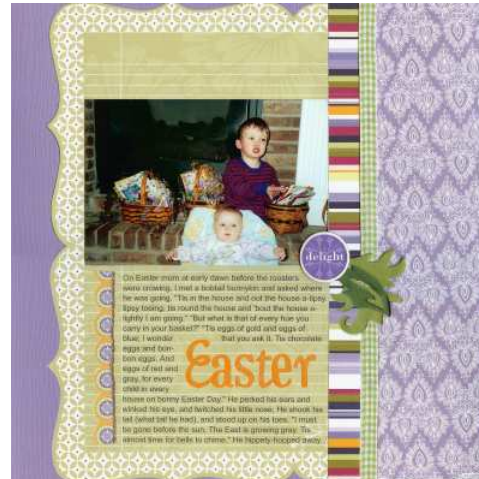 delight
On Easter morn at early dawn before the roosters
were crowing, I met a bobtail bunnykin and asked where
he was going, "Tis in the house and out the house a-tipsy,
tipsy toeing, Its round the house and 'bout the house a-
lightly I am going." "But what is that of every hue you
carry in your basket?" "Tis eggs of gold and eggs of
blue; I wonder that you ask it. Tis chocolate
eggs and bon-
bon eggs. And
eggs of red and
gray, for every
child in every
Easter
house on bonny Easter Day." He perked his ears and
winked his eye, and twitched his little nose; He shook his
tail (what tail he had), and stood up on his toes. "I must
be gone before the sun. The East is growing gray. Tis
almost time for bells to chime." He hippety-hopped away.